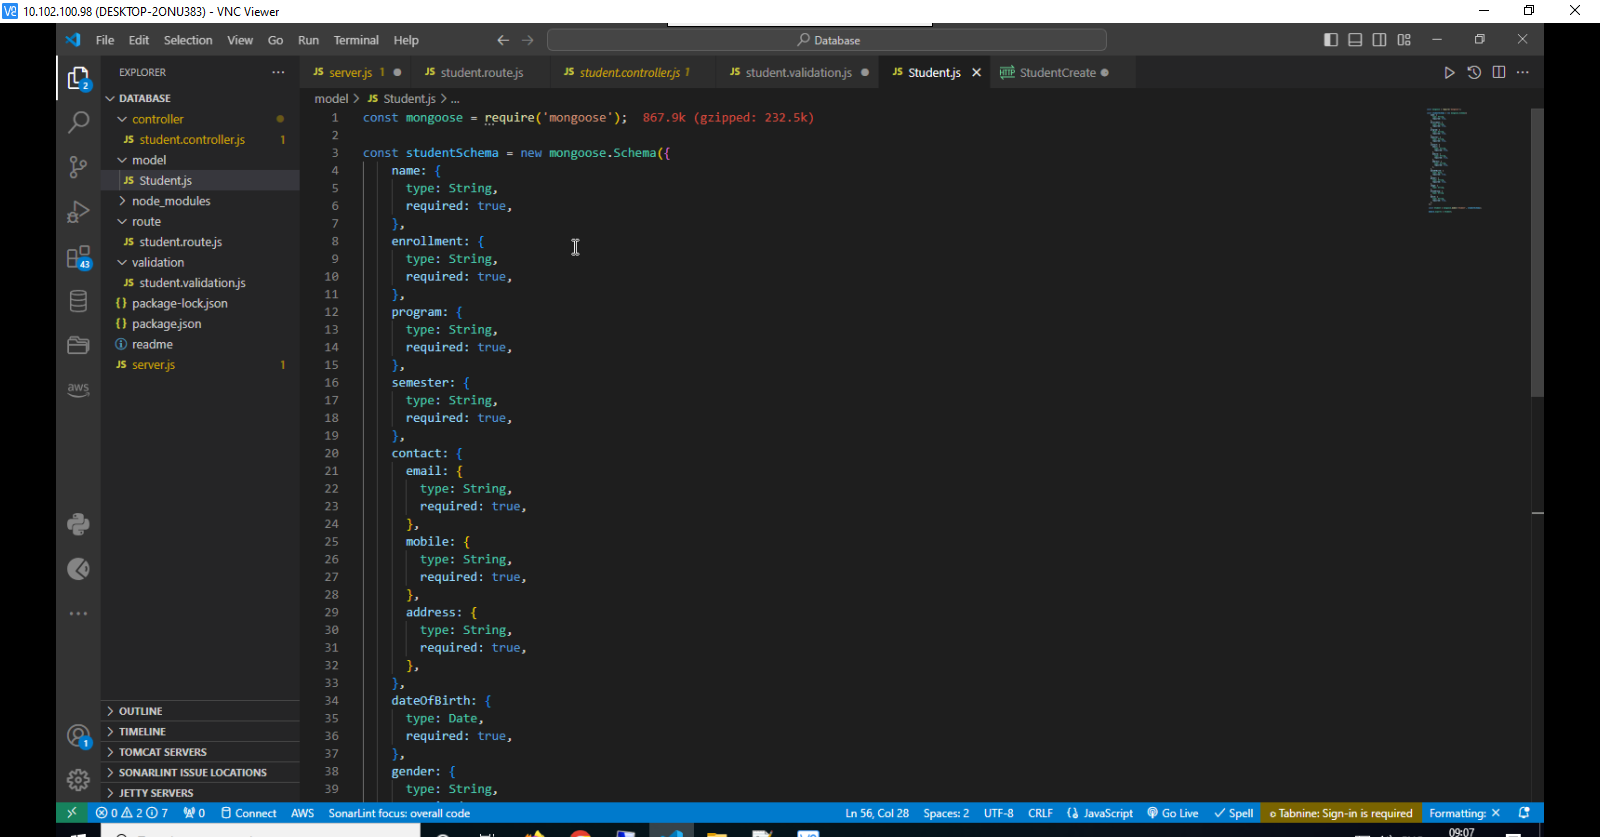 10.102.100.98 (DESKTOP-2ONU383) - VNC Viewer
File Edit Selection View Go Run Terminal Help
Database
EXPLORER
server.js 1
student.route.js
student.controller.js 1
student.validation.js
Student.js
StudentCreate
DATABASE
controller
JS student.controller.js 1
model
JS Student.js
node_modules
route
JS student.route.js
validation
JS student.validation.js
{} package-lock.json
{} package.json
readme
JS server.js 1
OUTLINE
TIMELINE
TOMCAT SERVERS
SONARLINT ISSUE LOCATIONS
JETTY SERVERS
2
43
aws
1
model > JS Student.js > ...
1 const mongoose = require('mongoose'); 867.9k (gzipped: 232.5k)
2
3 const studentSchema = new mongoose.Schema({
4 name: {
5 type: String,
6 required: true,
7 },
8 enrollment: {
9 type: String,
10 required: true,
11 },
12 program: {
13 type: String,
14 required: true,
15 },
16 semester: {
17 type: String,
18 required: true,
19 },
20 contact: {
21 email: {
22 type: String,
23 required: true,
24 },
25 mobile: {
26 type: String,
27 required: true,
28 },
29 address: {
30 type: String,
31 required: true,
32 },
33 },
34 dateOfBirth: {
35 type: Date,
36 required: true,
37 },
38 gender: {
39 type: String,
0 2 7 0 Connect AWS SonarLint focus: overall code Ln 56, Col 28 Spaces: 2 UTF-8 CRLF {} JavaScript Go Live Spell Tabnine: Sign-in is required Formatting: ×
09:07